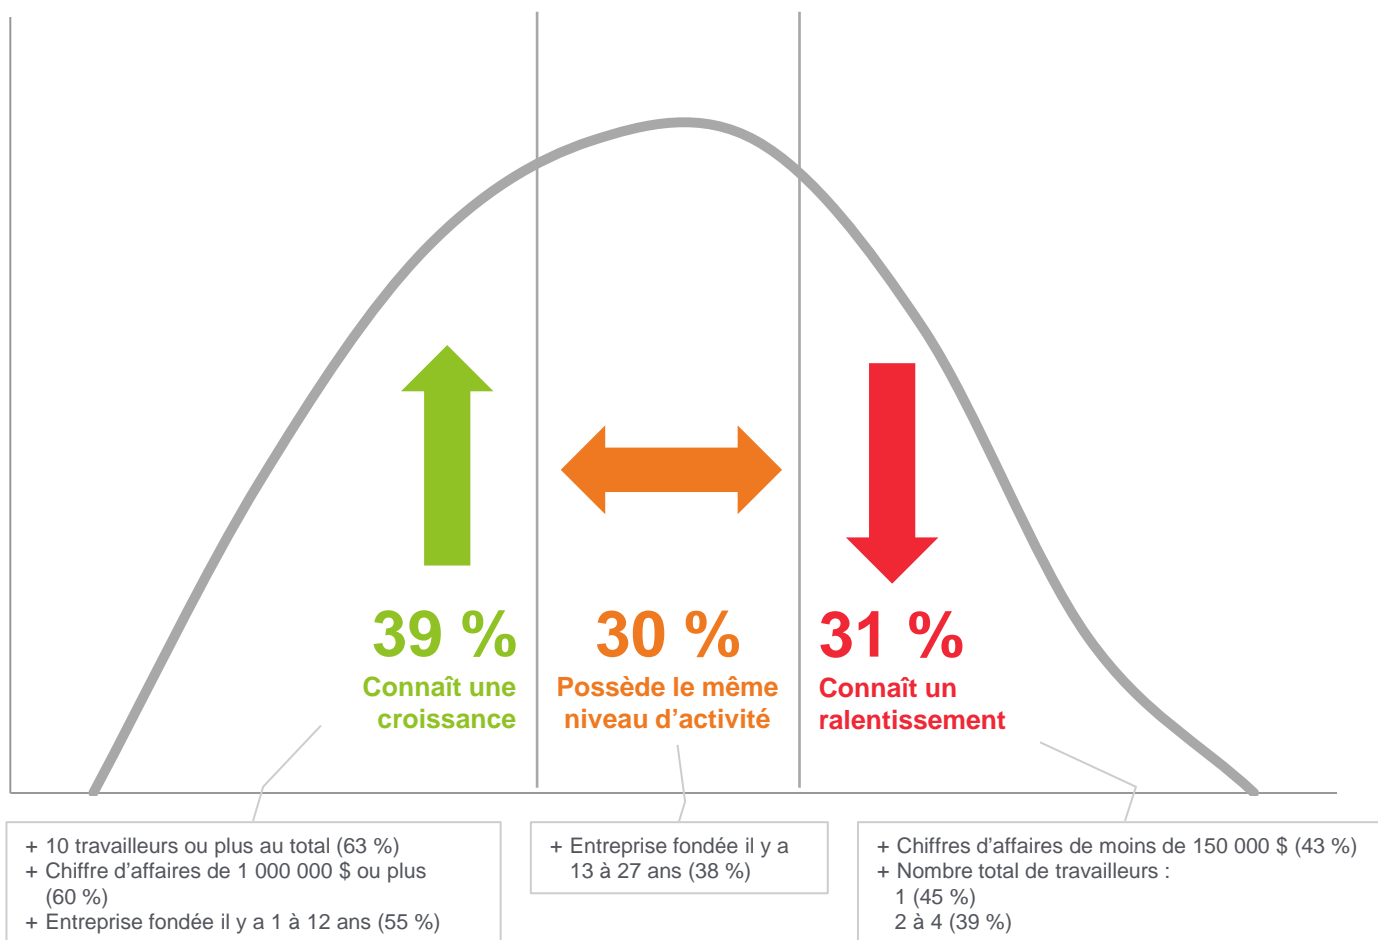 39 %
Connaît une
croissance
30 %
Possède le même
niveau d’activité
31 %
Connaît un
ralentissement
+ 10 travailleurs ou plus au total (63 %)
+ Chiffre d'affaires de 1 000 000 $ ou plus
(60 %)
+ Entreprise fondée il y a 1 à 12 ans (55 %)
+ Entreprise fondée il y a
13 à 27 ans (38 %)
+ Chiffres d'affaires de moins de 150 000 $ (43 %)
+ Nombre total de travailleurs :
1 (45 %)
2 à 4 (39 %)